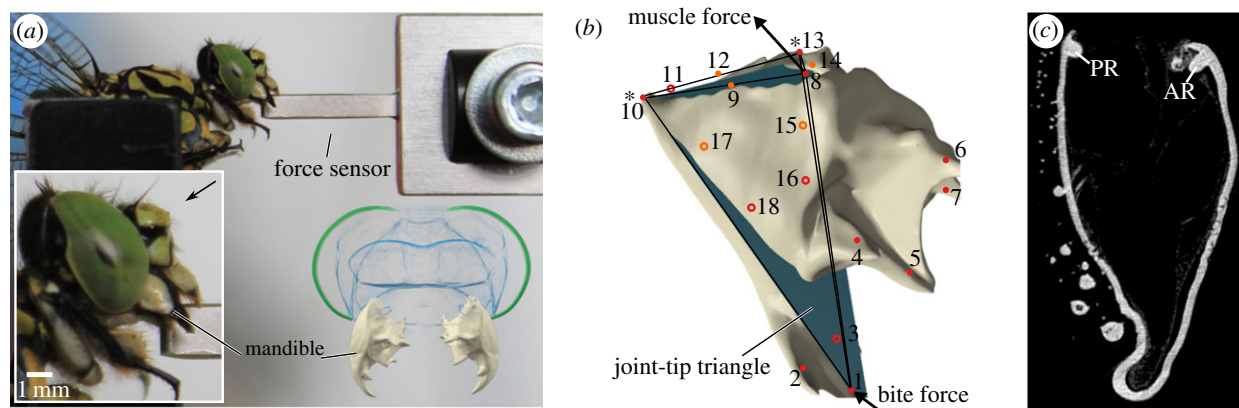 (a)
force sensor
mandible
1 mm
(b)
muscle force
*13
14
12
11
8
9
*
10
15
17
16
18
6
7
4
5
3
joint-tip triangle
2
1
bite force
(c)
PR
AR